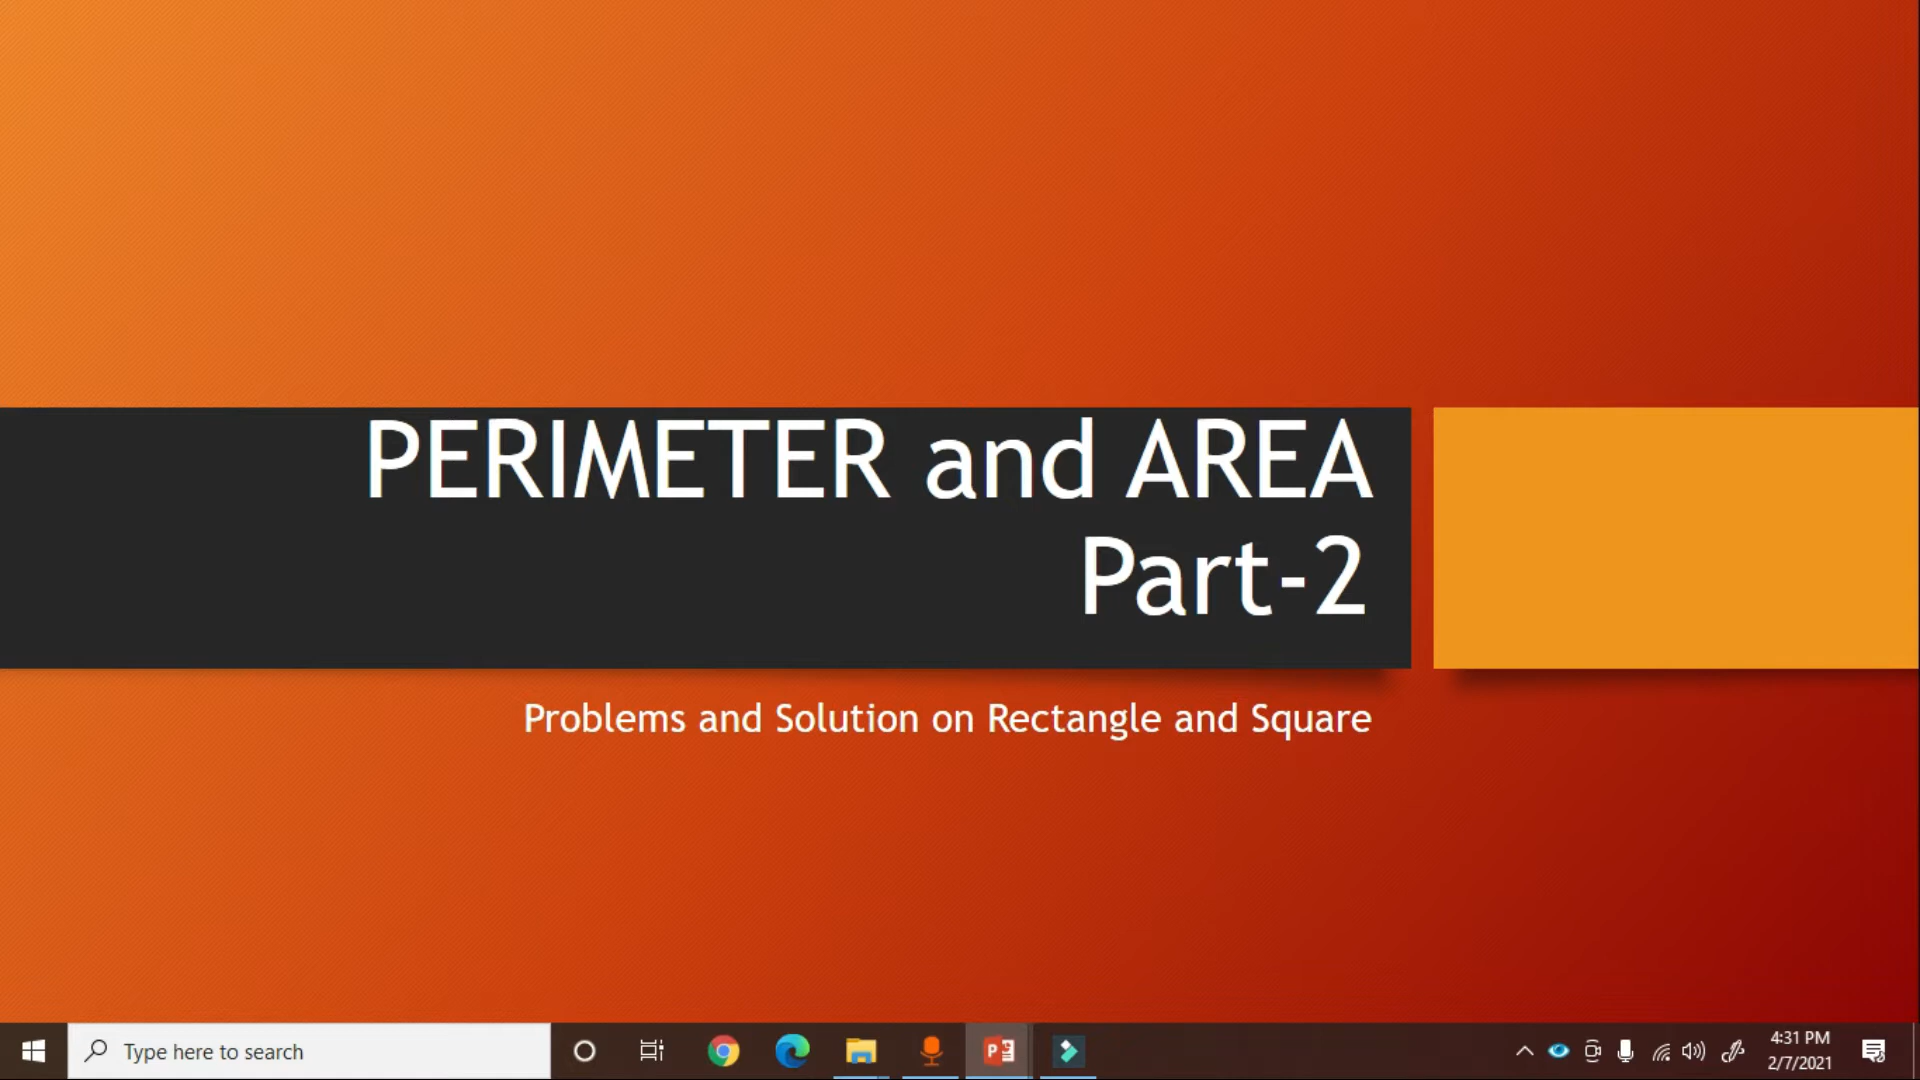 PERIMETER and AREA
Part-2
Problems and Solution on Rectangle and Square
Type here to search
4:31 PM
2/7/2021